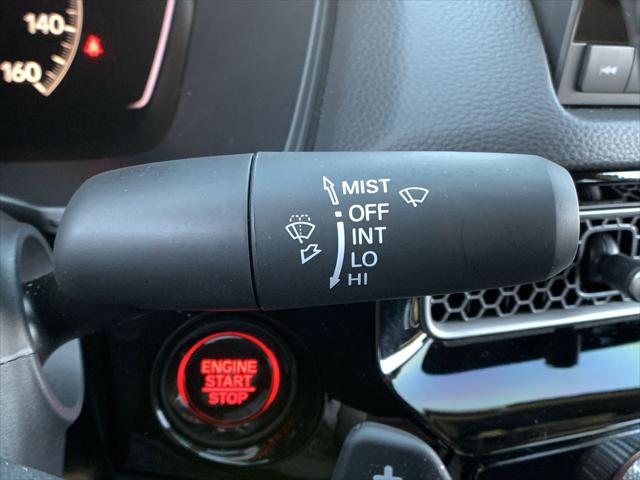 140
160
MIST
OFF
INT
LO
HI
ENGINE
START
STOP
+